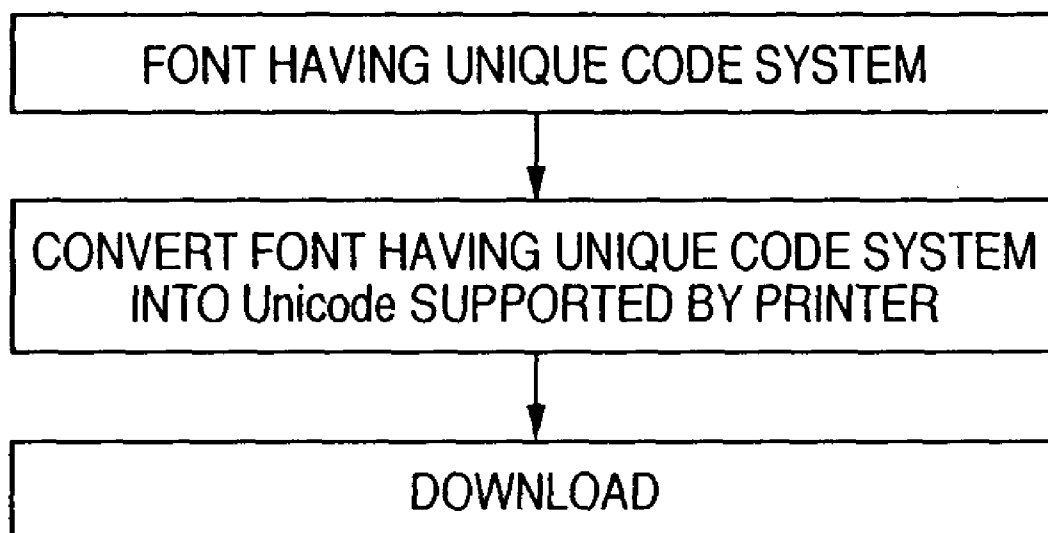 FONT HAVING UNIQUE CODE SYSTEM
CONVERT FONT HAVING UNIQUE CODE SYSTEM
INTO Unicode SUPPORTED BY PRINTER
DOWNLOAD